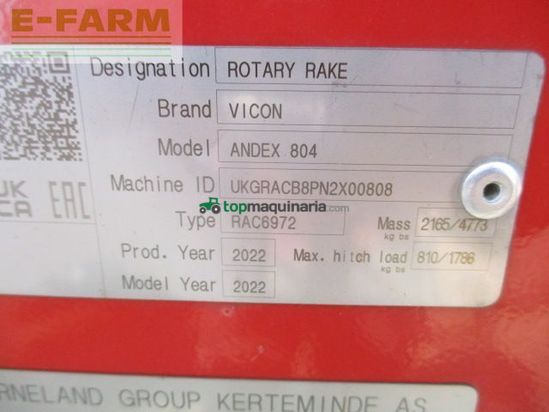 E-FARM
Designation ROTARY RAKE
Brand VICON
Model ANDEX 804
Machine ID UKGRACB8PN2X00808
topmaquinaria.com
UK CA EAC
Type RAC6972 Mass kg lbs 2165/4773
Prod. Year 2022 Max. hitch load kg lbs 810/1786
Model Year 2022
RNELAND GROUP KERTEMINDE AS